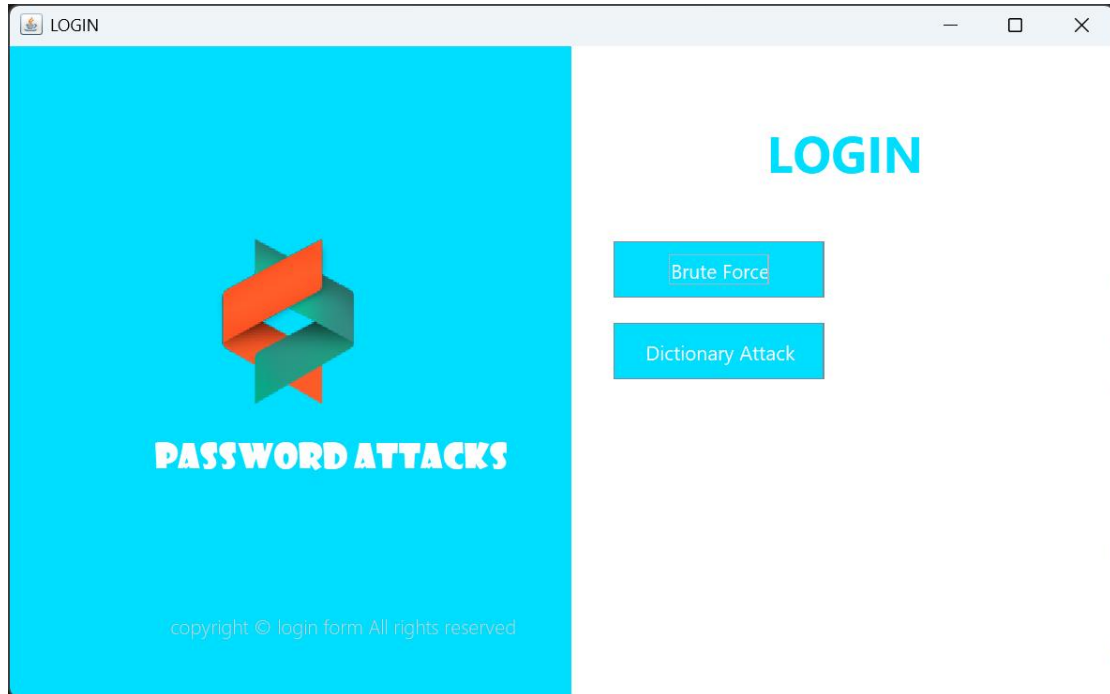 LOGIN
LOGIN
Brute Force
Dictionary Attack
PASSWORD ATTACKS
copyright © login form All rights reserved